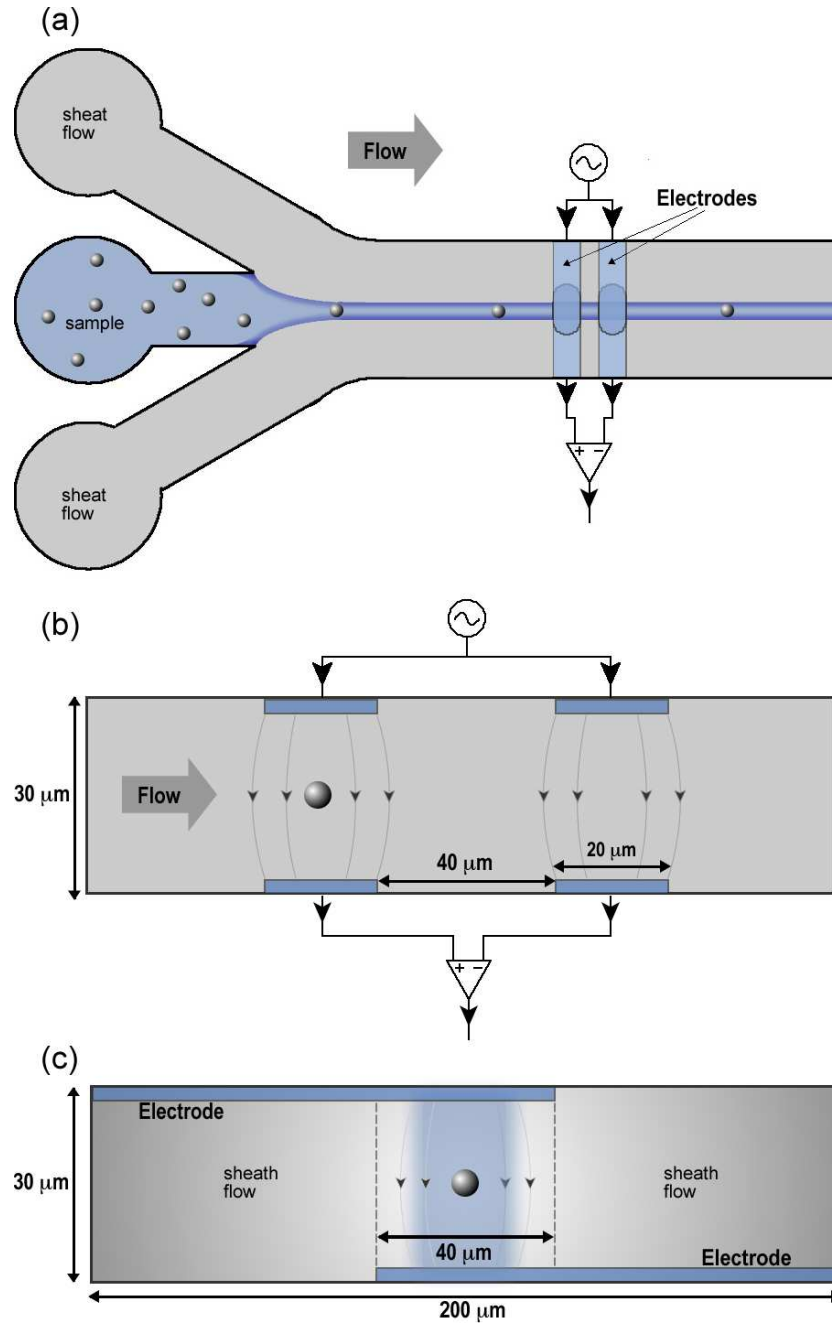 (a)
sheat
flow
Flow
Electrodes
sample
+ −
sheat
flow
(b)
30 μm
Flow
40 μm
20 μm
+ −
(c)
Electrode
30 μm
sheath
flow
sheath
flow
40 μm
Electrode
200 μm